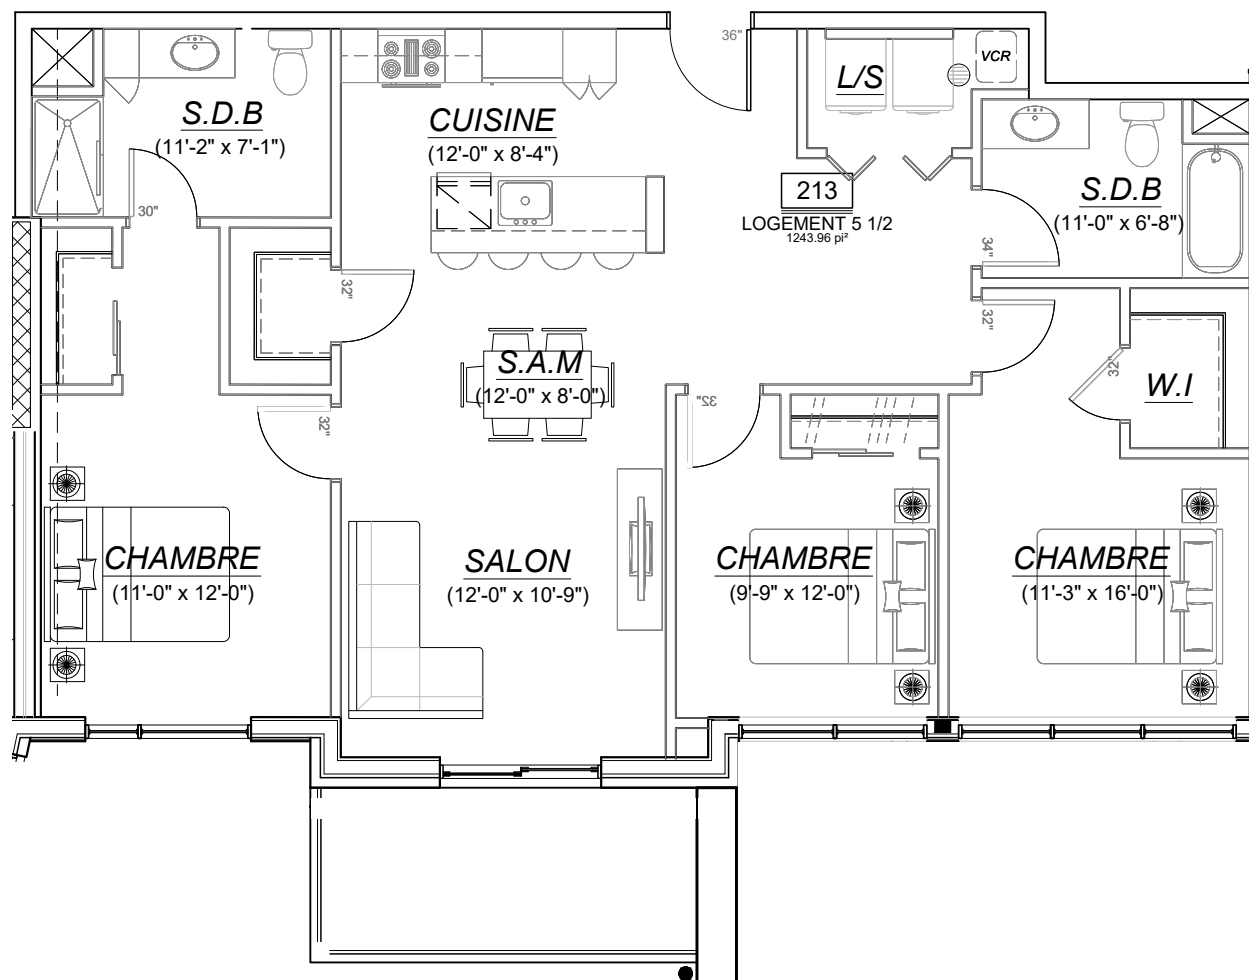 36"
VCR
L/S
S.D.B
(11'-2" x 7'-1")
CUISINE
(12'-0" x 8'-4")
213
LOGEMENT 5 1/2
1243.96 pi²
S.D.B
(11'-0" x 6'-8")
30"
34"
32"
32"
32"
S.A.M
(12'-0" x 8'-0")
W.I
32"
32"
CHAMBRE
(11'-0" x 12'-0")
SALON
(12'-0" x 10'-9")
CHAMBRE
(9'-9" x 12'-0")
CHAMBRE
(11'-3" x 16'-0")